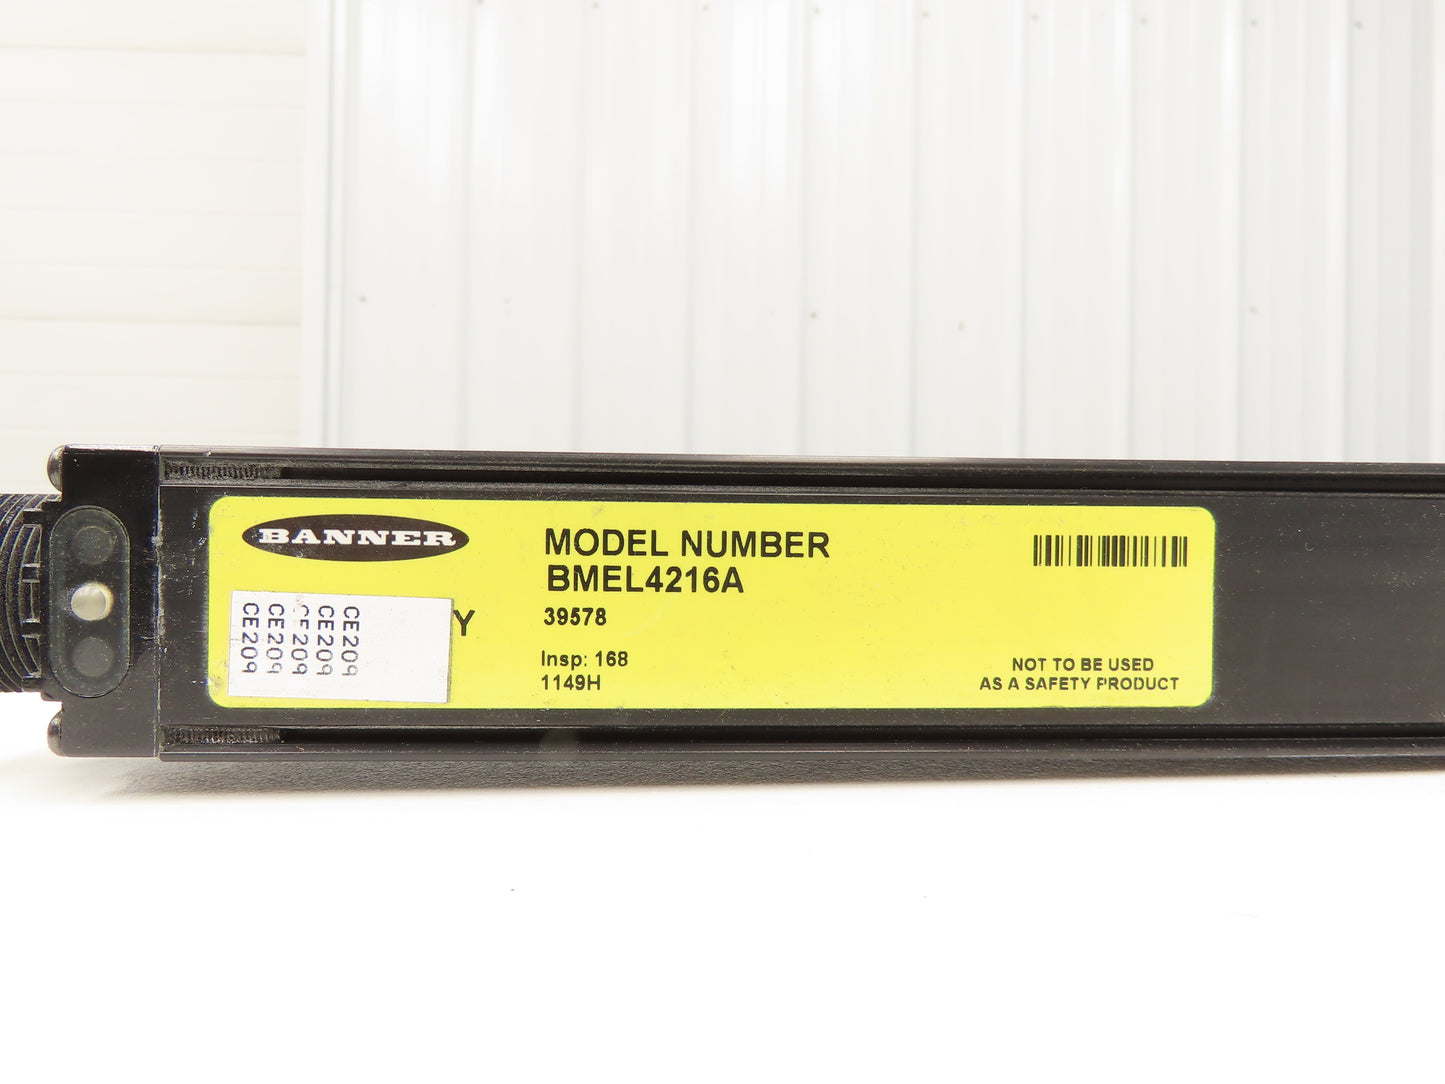 BANNER
MODEL NUMBER
BMEL4216A
39578
Insp: 168
1149H
Y
CE209
CE209
CE209
CE209
CE209
NOT TO BE USED
AS A SAFETY PRODUCT